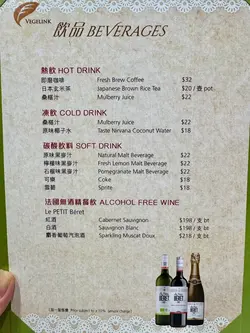 VEGELINK
飲品 BEVERAGES
熱飲 HOT DRINK
即磨咖啡 Fresh Brew Coffee $32
日本玄米茶 Japanese Brown Rice Tea $20 / 壺 pot
桑椹汁 Mulberry Juice $22
凍飲 COLD DRINK
桑椹汁 Mulberry Juice $22
原味椰子水 Taste Nirvana Coconut Water $18
碳酸飲料 SOFT DRINK
原味黑麥汁 Natural Malt Beverage $22
檸檬味黑麥汁 Fresh Lemon Malt Beverage $22
石榴味黑麥汁 Pomegranate Malt Beverage $22
可樂 Coke $18
雪碧 Sprite $18
法國無酒精餐飲 ALCOHOL FREE WINE
Le PETIT Béret
紅酒 Cabernet Sauvignon $198 / 支 bt
白酒 Sauvignon Blanc $198 / 支 bt
麝香葡萄汽泡酒 Sparkling Muscat Doux $218 / 支 bt